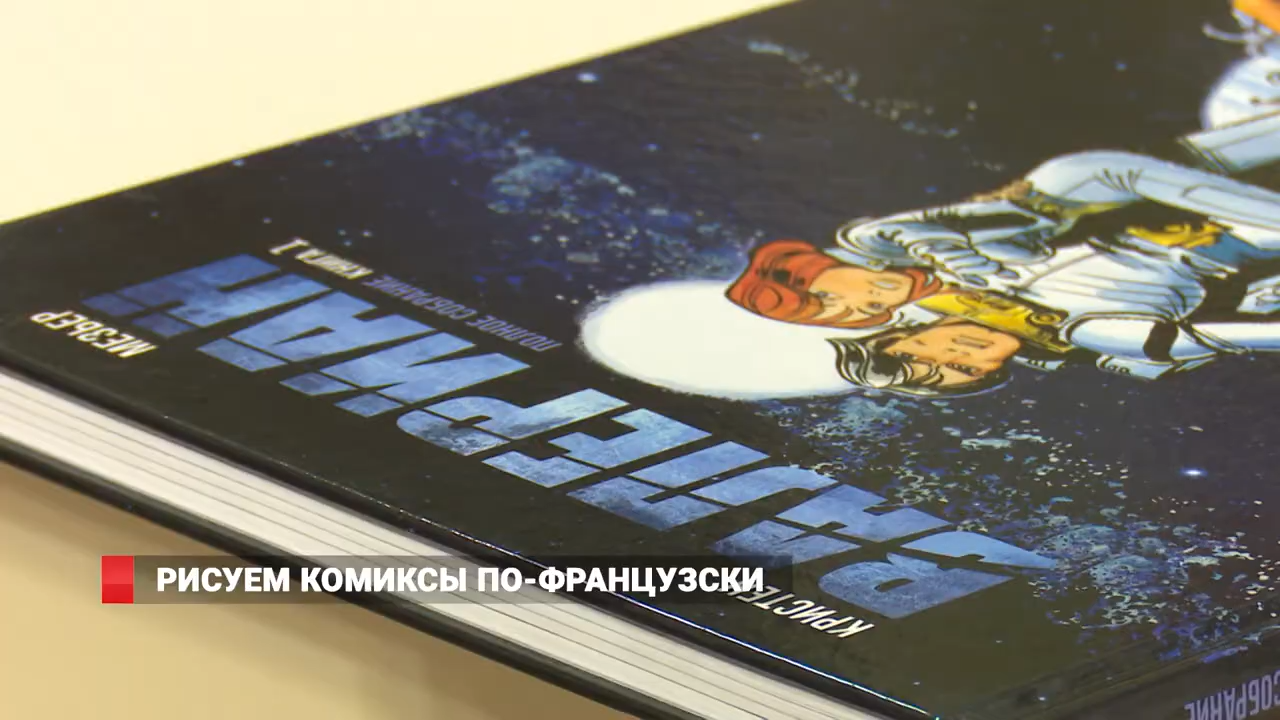 КРИСТЕН
МЕЗЬЕР
ВАЛЕРИАН
ПОЛНОЕ СОБРАНИЕ КНИГА 1
СОБРАНИЕ
РИСУЕМ КОМИКСЫ ПО-ФРАНЦУЗСКИ